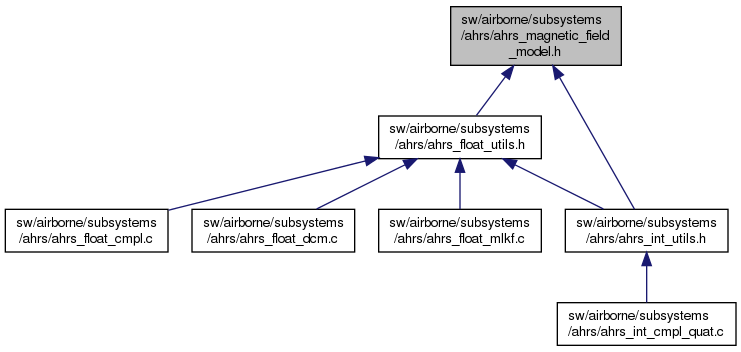 sw/airborne/subsystems
/ahrs/ahrs_magnetic_field
_model.h
sw/airborne/subsystems
/ahrs/ahrs_float_utils.h
sw/airborne/subsystems
/ahrs/ahrs_float_cmpl.c
sw/airborne/subsystems
/ahrs/ahrs_float_dcm.c
sw/airborne/subsystems
/ahrs/ahrs_float_mlkf.c
sw/airborne/subsystems
/ahrs/ahrs_int_utils.h
sw/airborne/subsystems
/ahrs/ahrs_int_cmpl_quat.c